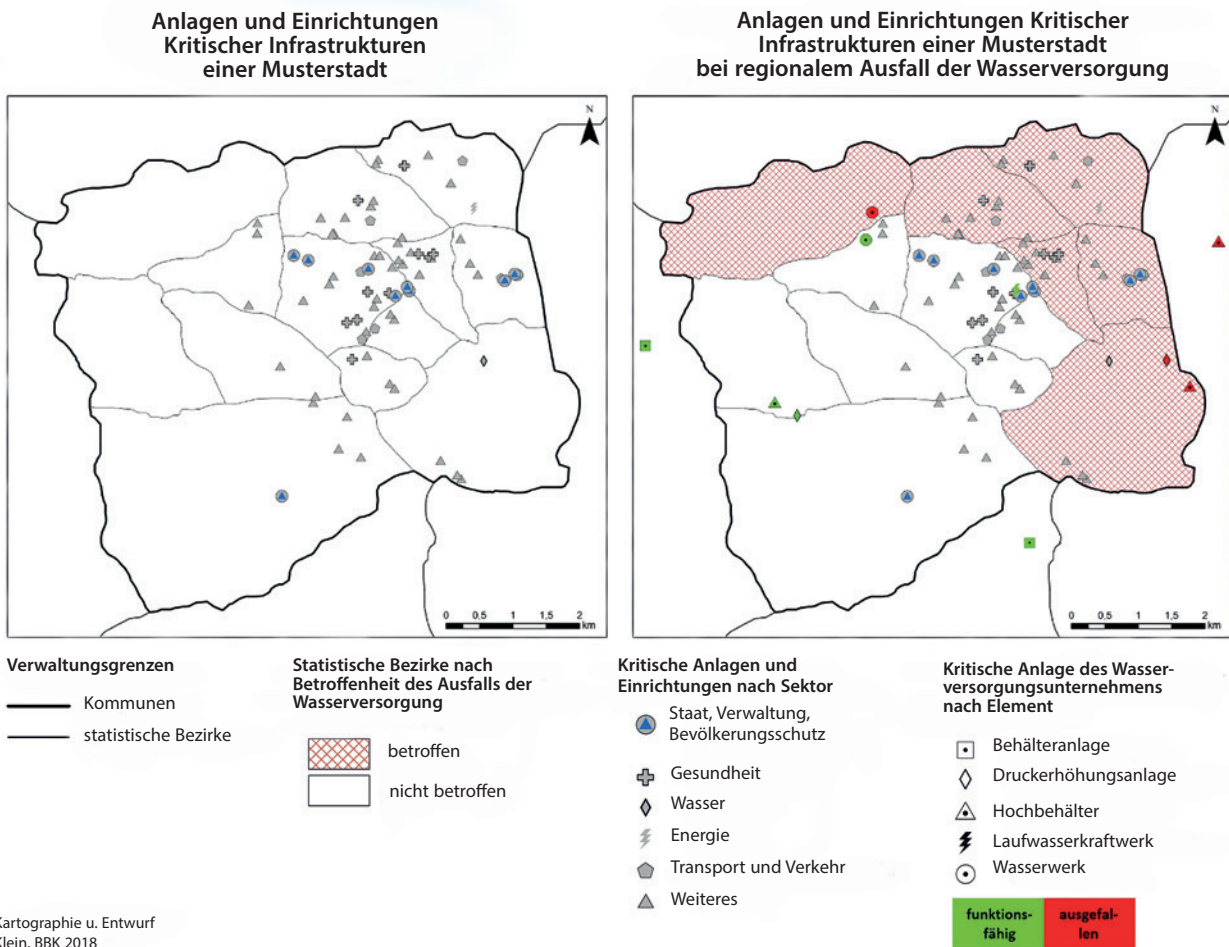 Anlagen und Einrichtungen
Kritischer Infrastrukturen
einer Musterstadt
Anlagen und Einrichtungen Kritischer
Infrastrukturen einer Musterstadt
bei regionalem Ausfall der Wasserversorgung
N
0 0,5 1 2
km
N
0 0,5 1 2
km
Verwaltungsgrenzen
Kommunen
statistische Bezirke
Statistische Bezirke nach
Betroffenheit des Ausfalls der
Wasserversorgung
betroffen
nicht betroffen
Kritische Anlagen und
Einrichtungen nach Sektor
Staat, Verwaltung,
Bevölkerungsschutz
Gesundheit
Wasser
Energie
Transport und Verkehr
Weiteres
Kritische Anlage des Wasser-
versorgungsunternehmens
nach Element
Behälteranlage
Druckerhöhungsanlage
Hochbehälter
Laufwasserkraftwerk
Wasserwerk
funktions-
fähig
ausgefal-
len
Kartographie u. Entwurf
Klein, BBK 2018